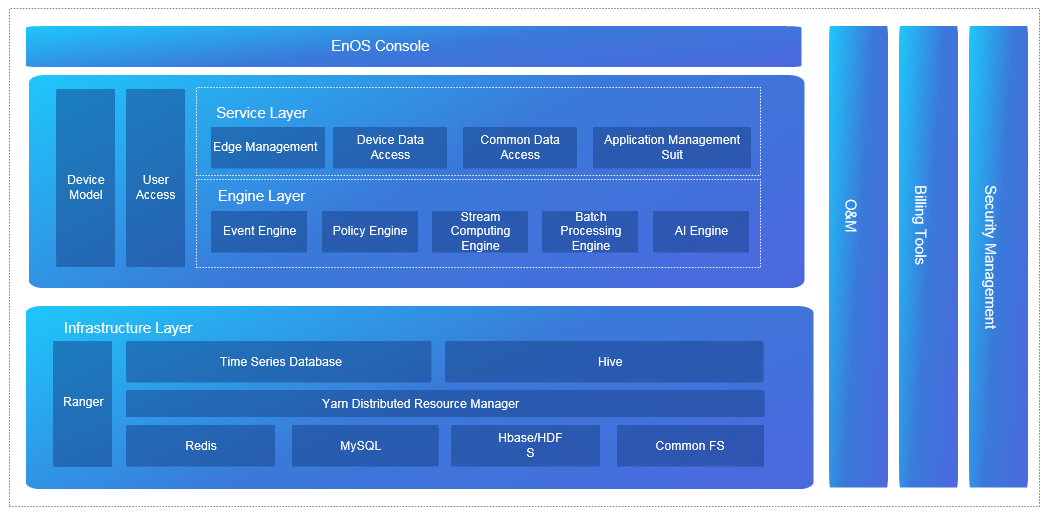 EnOS Console
Device
Model
User
Access
Service Layer
Edge Management
Device Data
Access
Common Data
Access
Application Management
Suit
Engine Layer
Event Engine
Policy Engine
Stream
Computing
Engine
Batch
Processing
Engine
AI Engine
Infrastructure Layer
Ranger
Time Series Database
Hive
Yarn Distributed Resource Manager
Redis
MySQL
Hbase/HDF
S
Common FS
O&M
Billing Tools
Security Management